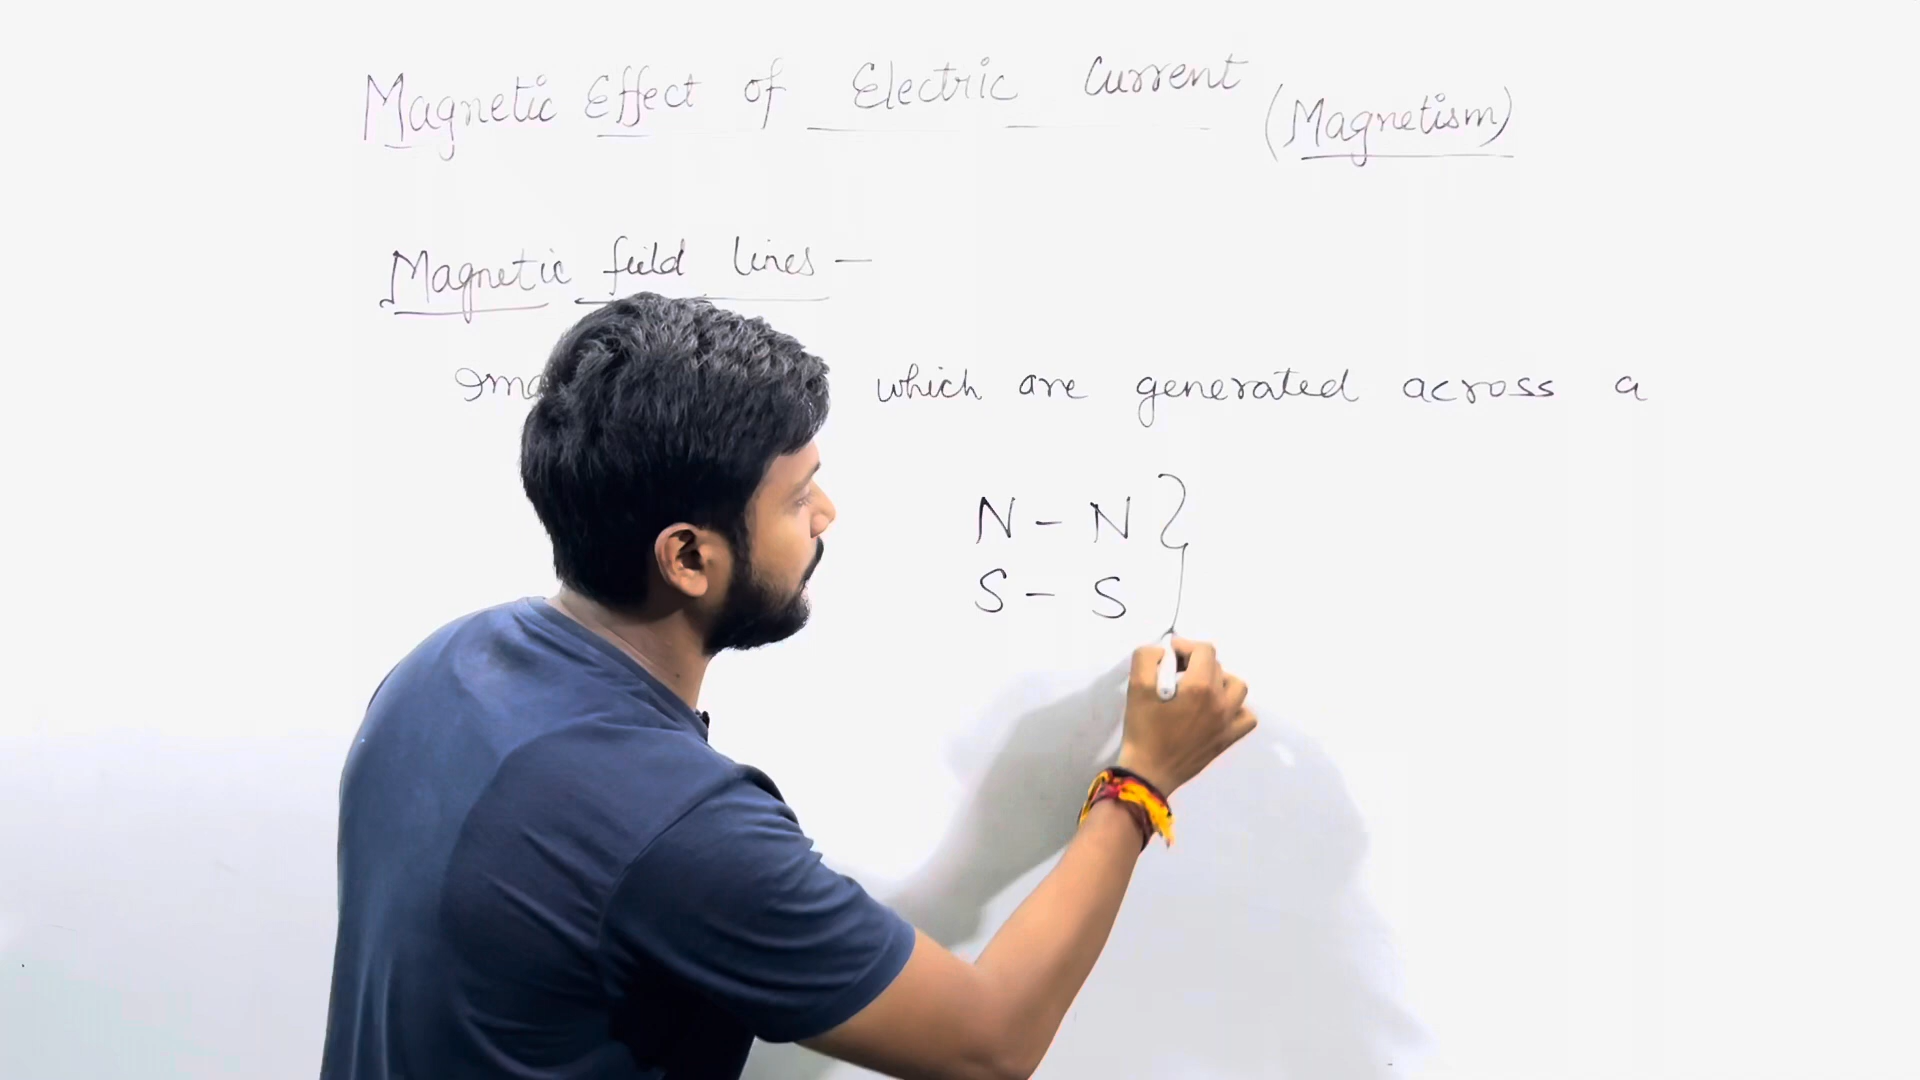 Magnetic Effect of Electric Current (Magnetism)
Magnetic field lines -
which are generated across a
N - N
S - S